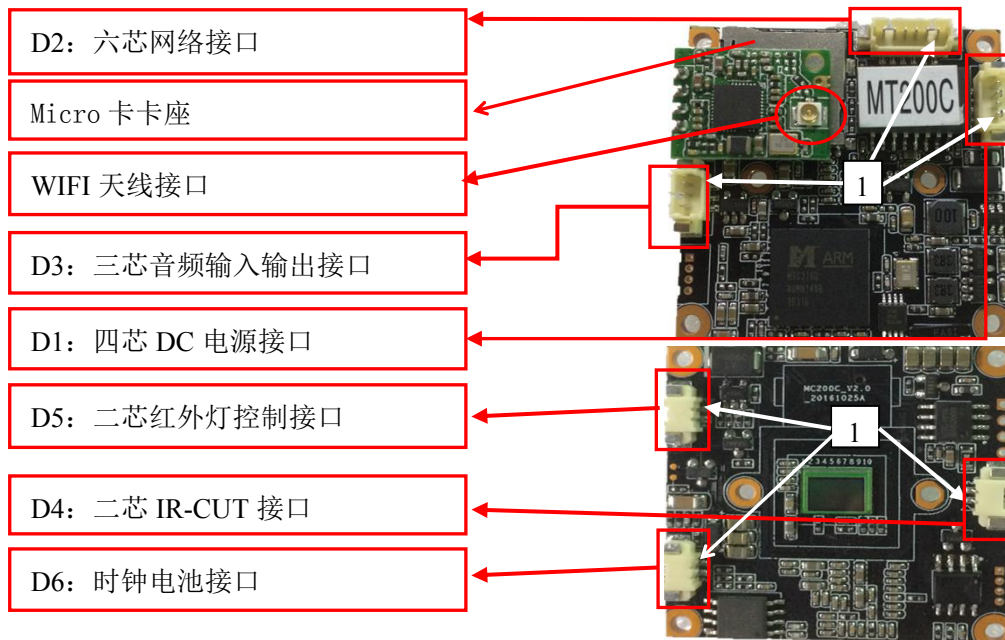 D2：六芯网络接口
Micro 卡卡座
WIFI 天线接口
D3：三芯音频输入输出接口
D1：四芯 DC 电源接口
D5：二芯红外灯控制接口
D4：二芯 IR-CUT 接口
D6：时钟电池接口
MT200C
1
ARM
100
MC200C_V2.0
_20161025A
1
2345678910